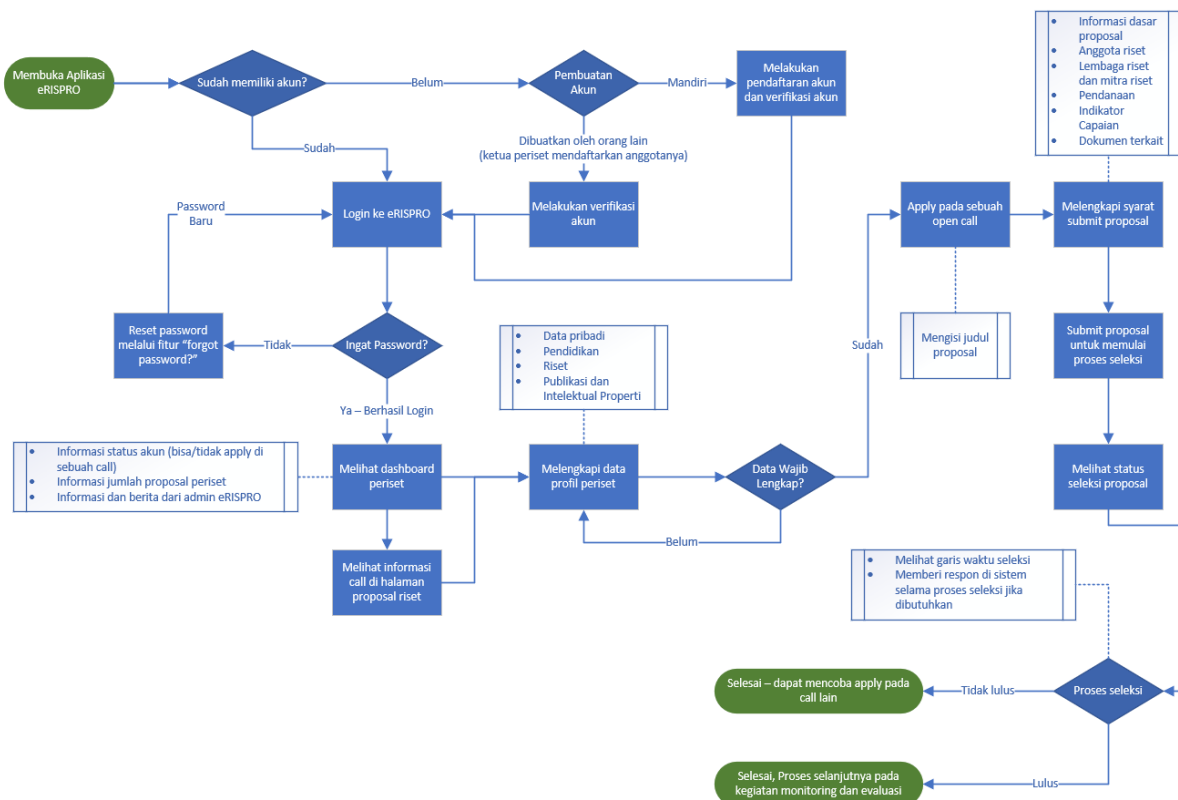 Membuka Aplikasi
eRISPRO
Sudah memiliki akun?
Belum
Pembuatan
Akun
Mandiri
Melakukan
pendaftaran akun
dan verifikasi akun
• Informasi dasar
proposal
• Anggota riset
• Lembaga riset
dan mitra riset
• Pendanaan
• Indikator
Capaian
• Dokumen terkait
Sudah
Dibuatkan oleh orang lain
(ketua periset mendaftarkan anggotanya)
Password
Baru
Login ke eRISPRO
Melakukan verifikasi
akun
Apply pada sebuah
open call
Melengkapi syarat
submit proposal
Reset password
melalui fitur “forgot
password?”
Tidak
Ingat Password?
• Data pribadi
• Pendidikan
• Riset
• Publikasi dan
Intelektual Properti
Sudah
Mengisi judul
proposal
Submit proposal
untuk memulai
proses seleksi
Ya – Berhasil Login
• Informasi status akun (bisa/tidak apply di
sebuah call)
• Informasi jumlah proposal periset
• Informasi dan berita dari admin eRISPRO
Melihat dashboard
periset
Melengkapi data
profil periset
Data Wajib
Lengkap?
Melihat status
seleksi proposal
Belum
Melihat informasi
call di halaman
proposal riset
• Melihat garis waktu seleksi
• Memberi respon di sistem
selama proses seleksi jika
dibutuhkan
Selesai – dapat mencoba apply pada
call lain
Tidak lulus
Proses seleksi
Selesai, Proses selanjutnya pada
kegiatan monitoring dan evaluasi
Lulus